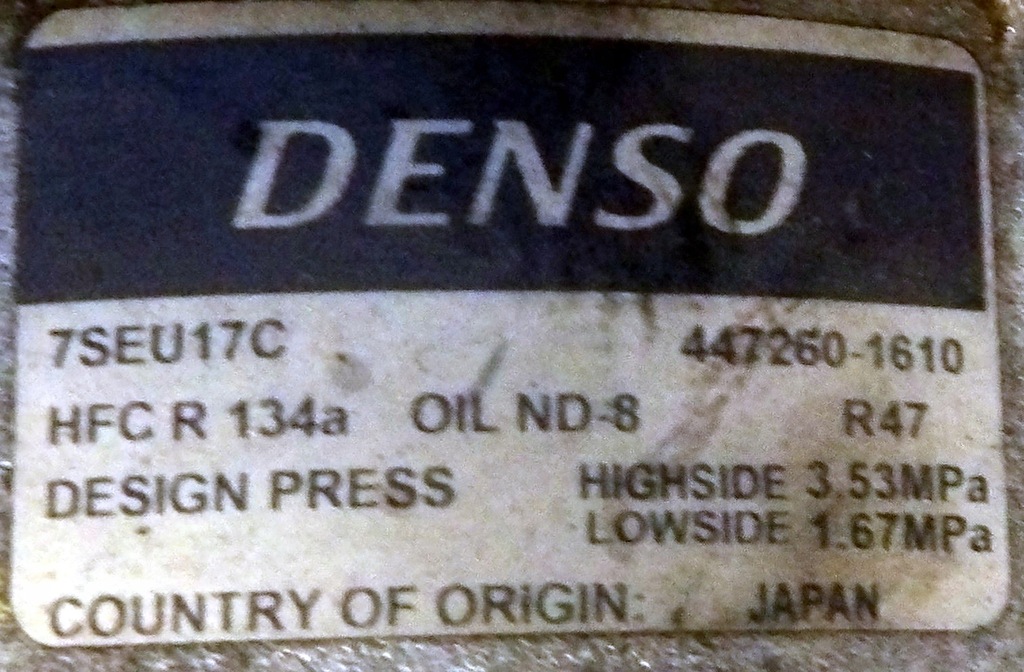 DENSO
7SEU17C 447260-1610
HFC R 134a OIL ND-8 R47
DESIGN PRESS HIGHSIDE 3.53MPa
LOWSIDE 1.67MPa
COUNTRY OF ORIGIN: JAPAN